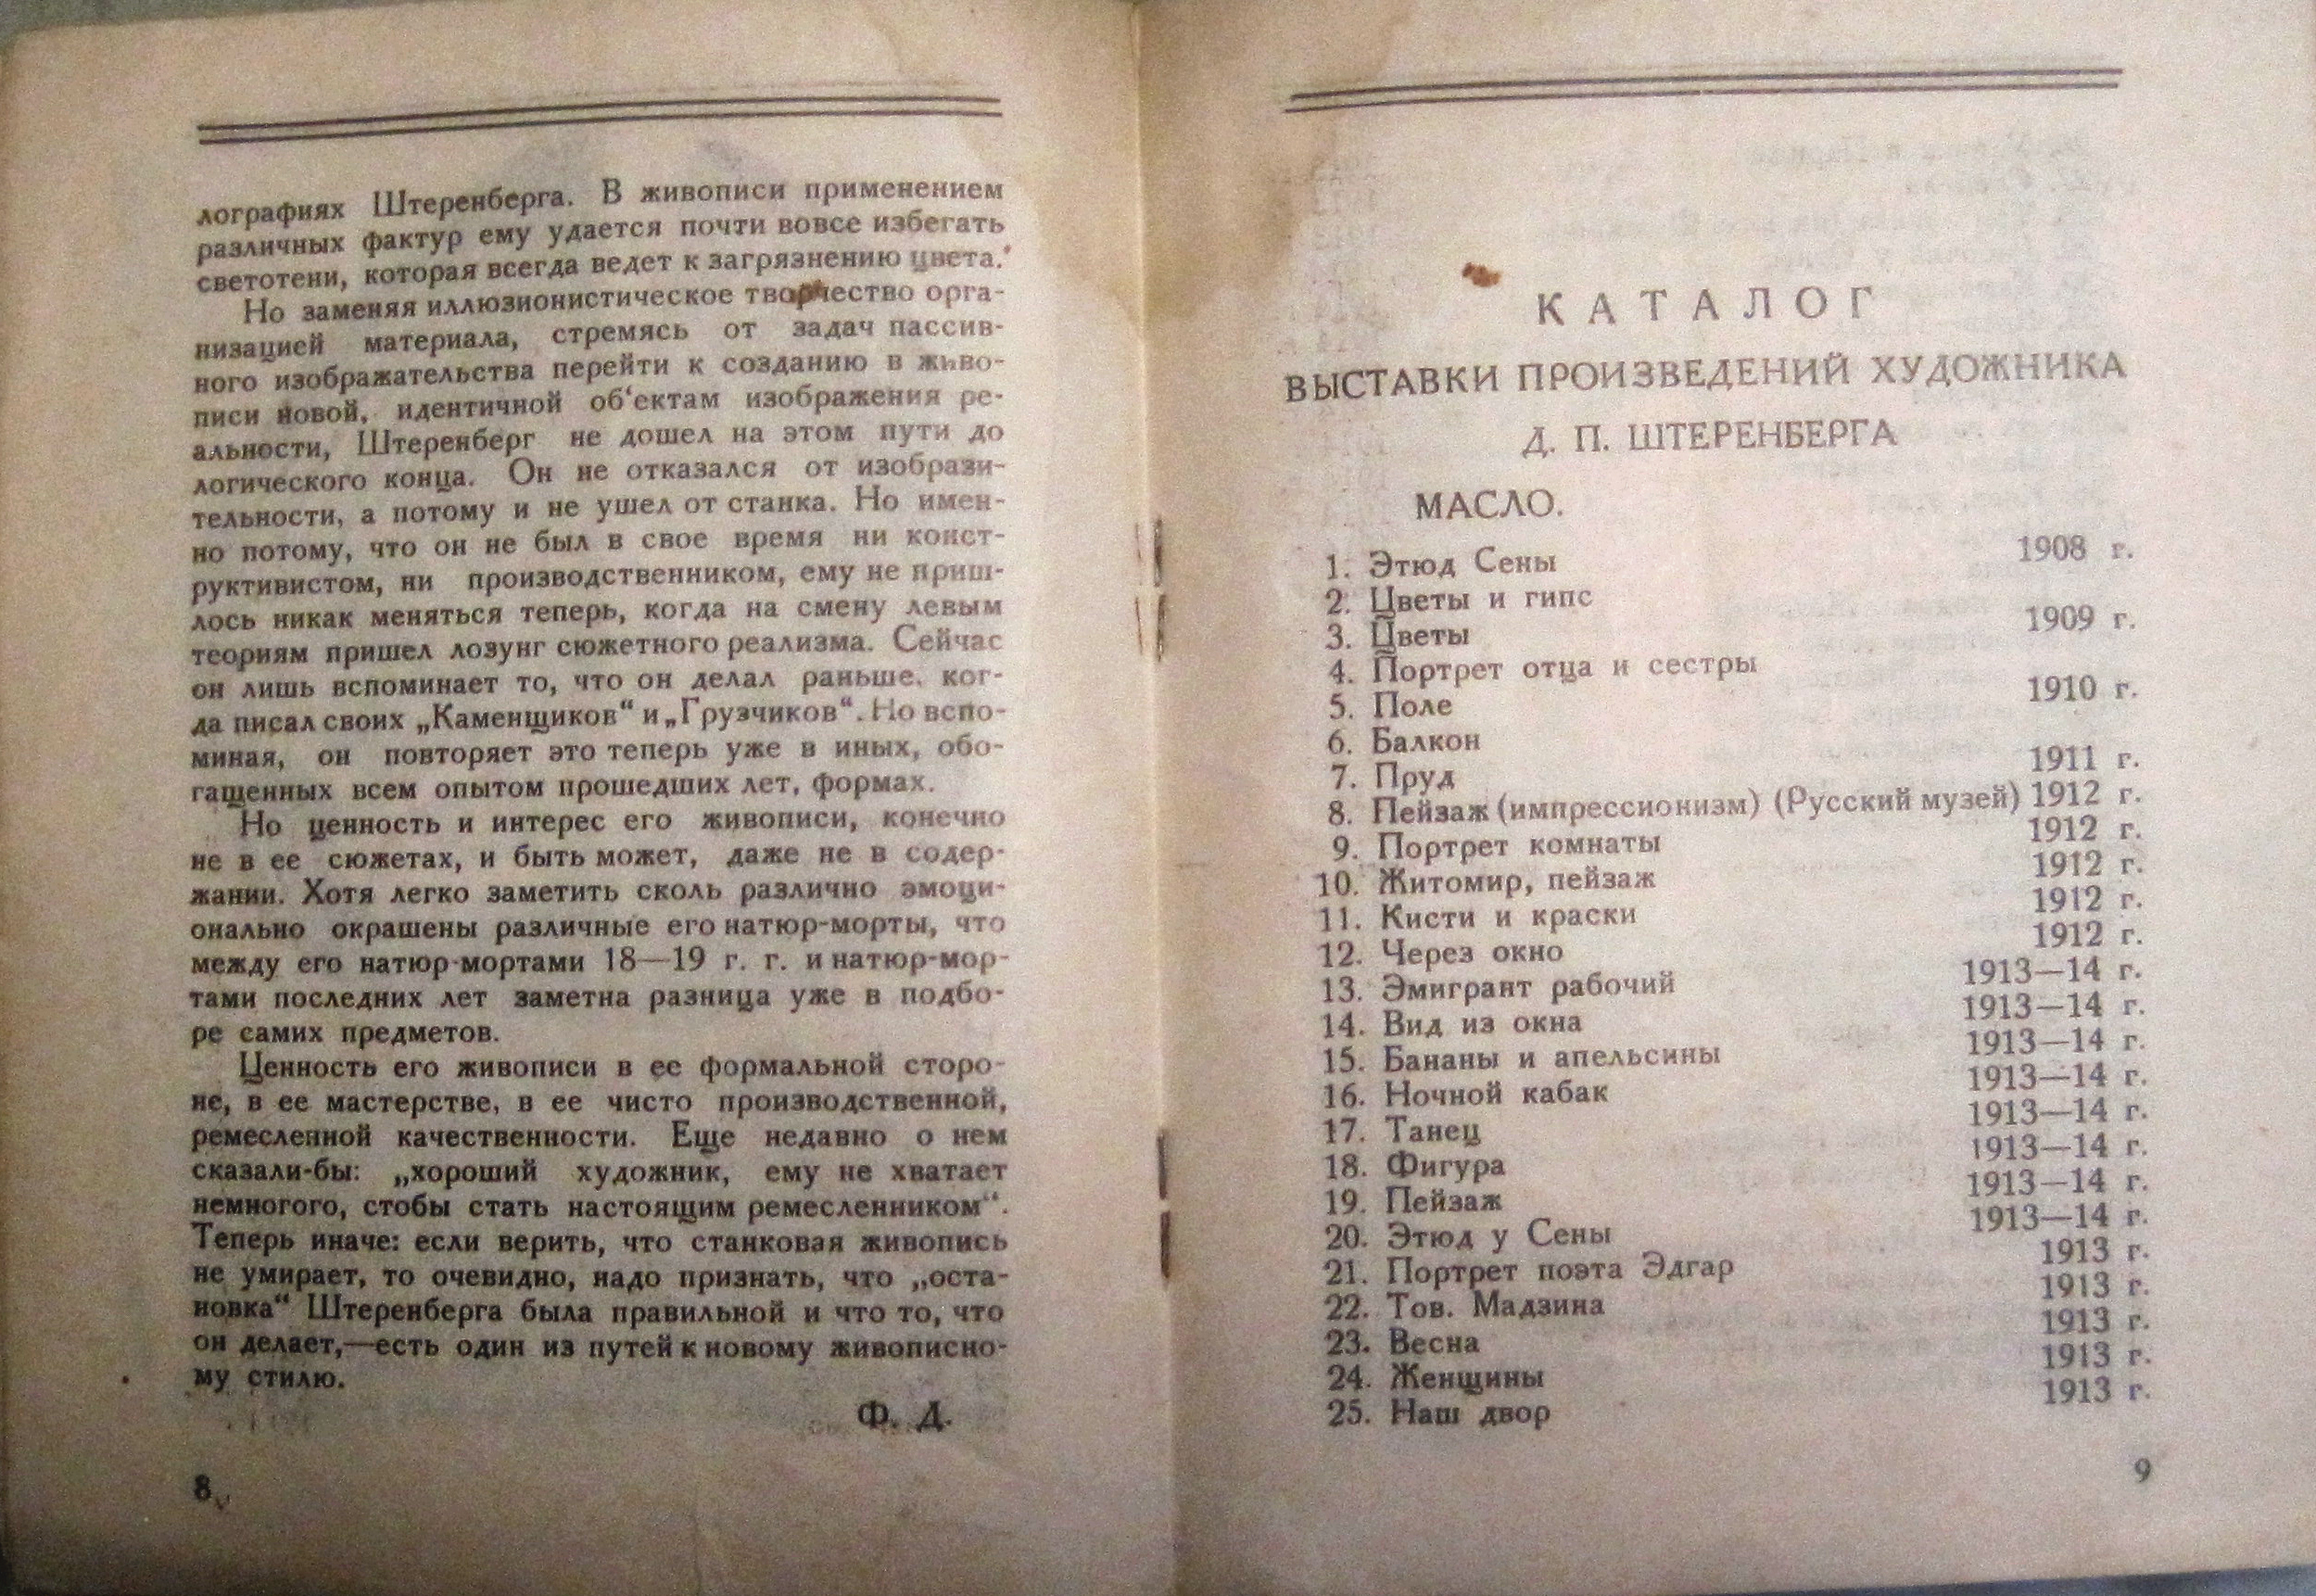 лографиях Штеренберга. В живописи применением
различных фактур ему удается почти вовсе избегать
светотени, которая всегда ведет к загрязнению цвета.
Но заменяя иллюзионистическое творчество орга-
низацией материала, стремясь от задач пассив-
ного изображательства перейти к созданию в живо-
писи новой, идентичной об‘ектам изображения ре-
альности, Штеренберг не дошел на этом пути до
логического конца. Он не отказался от изобрази-
тельности, а потому и не ушел от станка. Но имен-
но потому, что он не был в свое время ни конст-
руктивистом, ни производственником, ему не приш-
лось никак меняться теперь, когда на смену левым
теориям пришел лозунг сюжетного реализма. Сейчас
он лишь вспоминает то, что он делал раньше. ког-
да писал своих „Каменщиков“ и „Грузчиков“. Но вспо-
миная, он повторяет это теперь уже в иных, обо-
гащенных всем опытом прошедших лет, формах.
Но ценность и интерес его живописи, конечно
не в ее сюжетах, и быть может, даже не в содер-
жании. Хотя легко заметить сколь различно эмоци-
онально окрашены различные его натюр-морты, что
между его натюр-мортами 18—19 г. г. и натюр-мор-
тами последних лет заметна разница уже в подбо-
ре самих предметов.
Ценность его живописи в ее формальной сторо-
не, в ее мастерстве, в ее чисто производственной,
ремесленной качественности. Еще недавно о нем
сказали-бы: „хороший художник, ему не хватает
немногого, стобы стать настоящим ремесленником“.
Теперь иначе: если верить, что станковая живопись
не умирает, то очевидно, надо признать, что „оста-
новка“ Штеренберга была правильной и что то, что
он делает,—есть один из путей к новому живописно-
му стилю.
Ф. Д.
8
КАТАЛОГ
ВЫСТАВКИ ПРОИЗВЕДЕНИЙ ХУДОЖНИКА
Д. П. ШТЕРЕНБЕРГА
МАСЛО.
1. Этюд Сены 1908 г.
2. Цветы и гипс
3. Цветы 1909 г.
4. Портрет отца и сестры
5. Поле 1910 г.
6. Балкон
7. Пруд 1911 г.
8. Пейзаж (импрессионизм) (Русский музей) 1912 г.
9. Портрет комнаты 1912 г.
10. Житомир, пейзаж 1912 г.
11. Кисти и краски 1912 г.
12. Через окно 1912 г.
13. Эмигрант рабочий 1913—14 г.
14. Вид из окна 1913—14 г.
15. Бананы и апельсины 1913—14 г.
16. Ночной кабак 1913—14 г.
17. Танец 1913—14 г.
18. Фигура 1913—14 г.
19. Пейзаж 1913—14 г.
20. Этюд у Сены 1913—14 г.
21. Портрет поэта Эдгар 1913 г.
22. Тов. Мадзина 1913 г.
23. Весна 1913 г.
24. Женщины 1913 г.
25. Наш двор 1913 г.
9